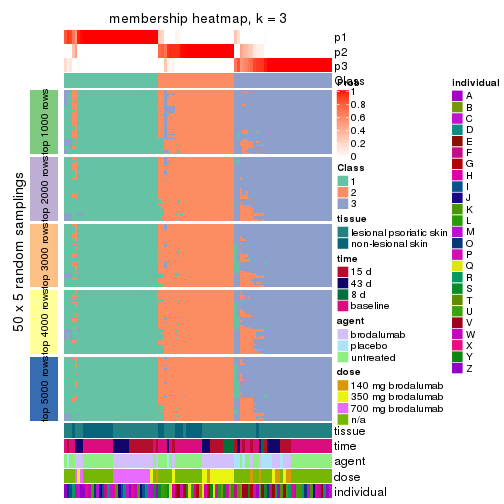 membership heatmap, k = 3
p1
p2
p3
Class
Prob
1
0.8
0.6
0.4
0.2
0
Class
1
2
3
tissue
lesional psoriatic skin
non-lesional skin
time
15 d
43 d
8 d
baseline
agent
brodalumab
placebo
untreated
dose
140 mg brodalumab
350 mg brodalumab
700 mg brodalumab
n/a
individual
A
B
C
D
E
F
G
H
I
J
K
L
M
O
P
Q
R
S
T
U
V
W
X
Y
Z
50 x 5 random samplings
top 1000 rows
top 2000 rows
top 3000 rows
top 4000 rows
top 5000 rows
tissue
time
agent
dose
individual